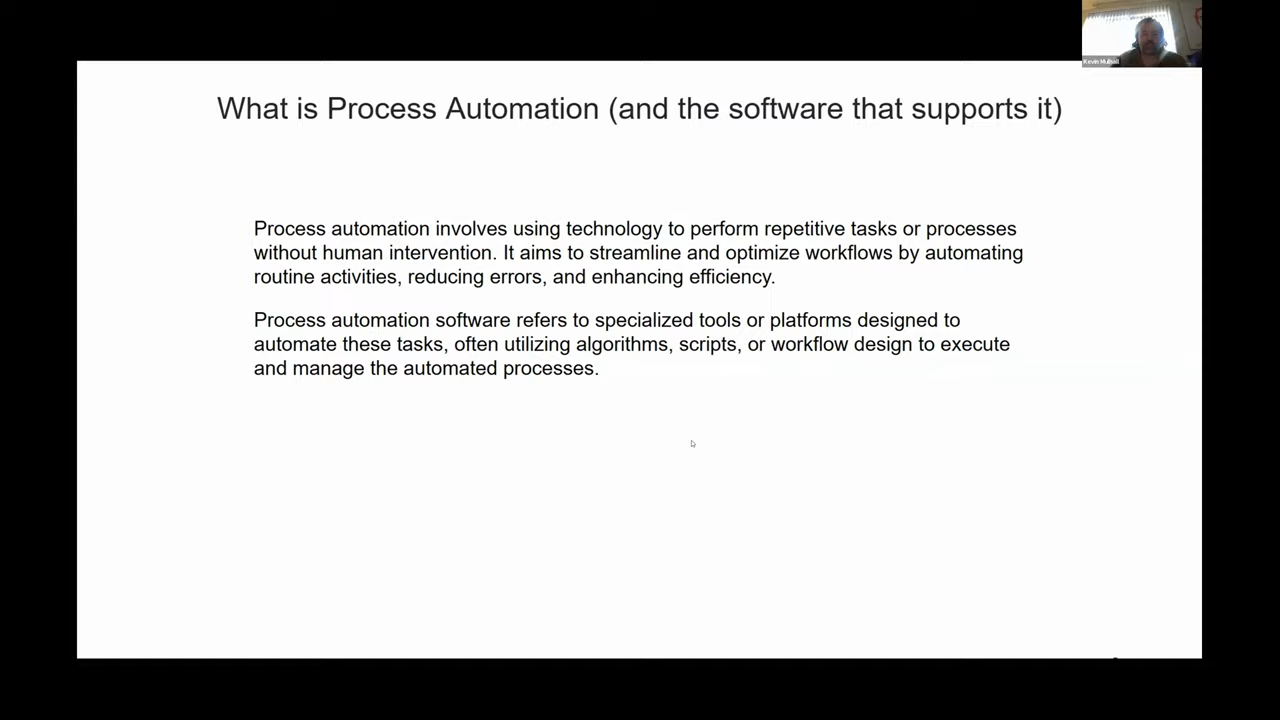 What is Process Automation (and the software that supports it)
Process automation involves using technology to perform repetitive tasks or processes
without human intervention. It aims to streamline and optimize workflows by automating
routine activities, reducing errors, and enhancing efficiency.
Process automation software refers to specialized tools or platforms designed to
automate these tasks, often utilizing algorithms, scripts, or workflow design to execute
and manage the automated processes.
Kevin